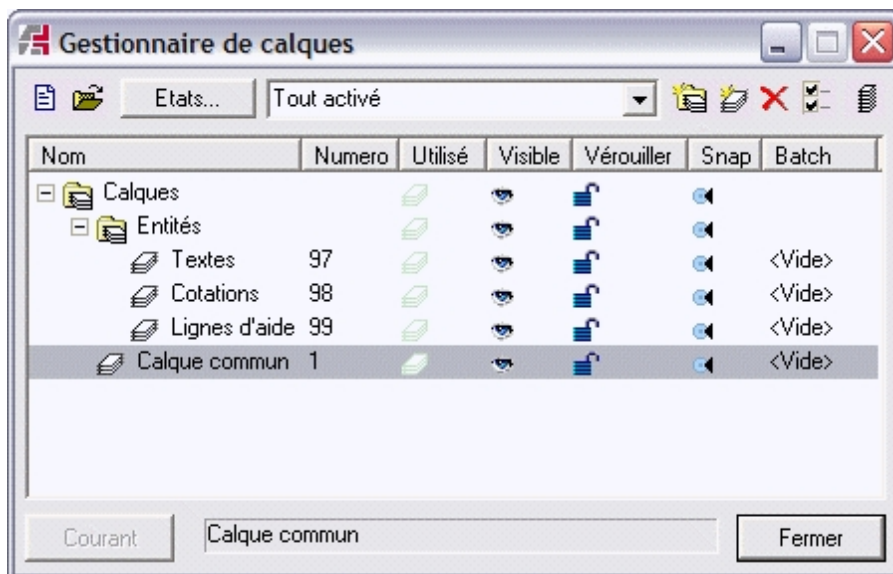 Gestionnaire de calques
Etats... Tout activé
Nom Numero Utilisé Visible Vérouiller Snap Batch
Calques
Entités
Textes 97 <Vide>
Cotations 98 <Vide>
Lignes d'aide 99 <Vide>
Calque commun 1 <Vide>
Courant Calque commun Fermer